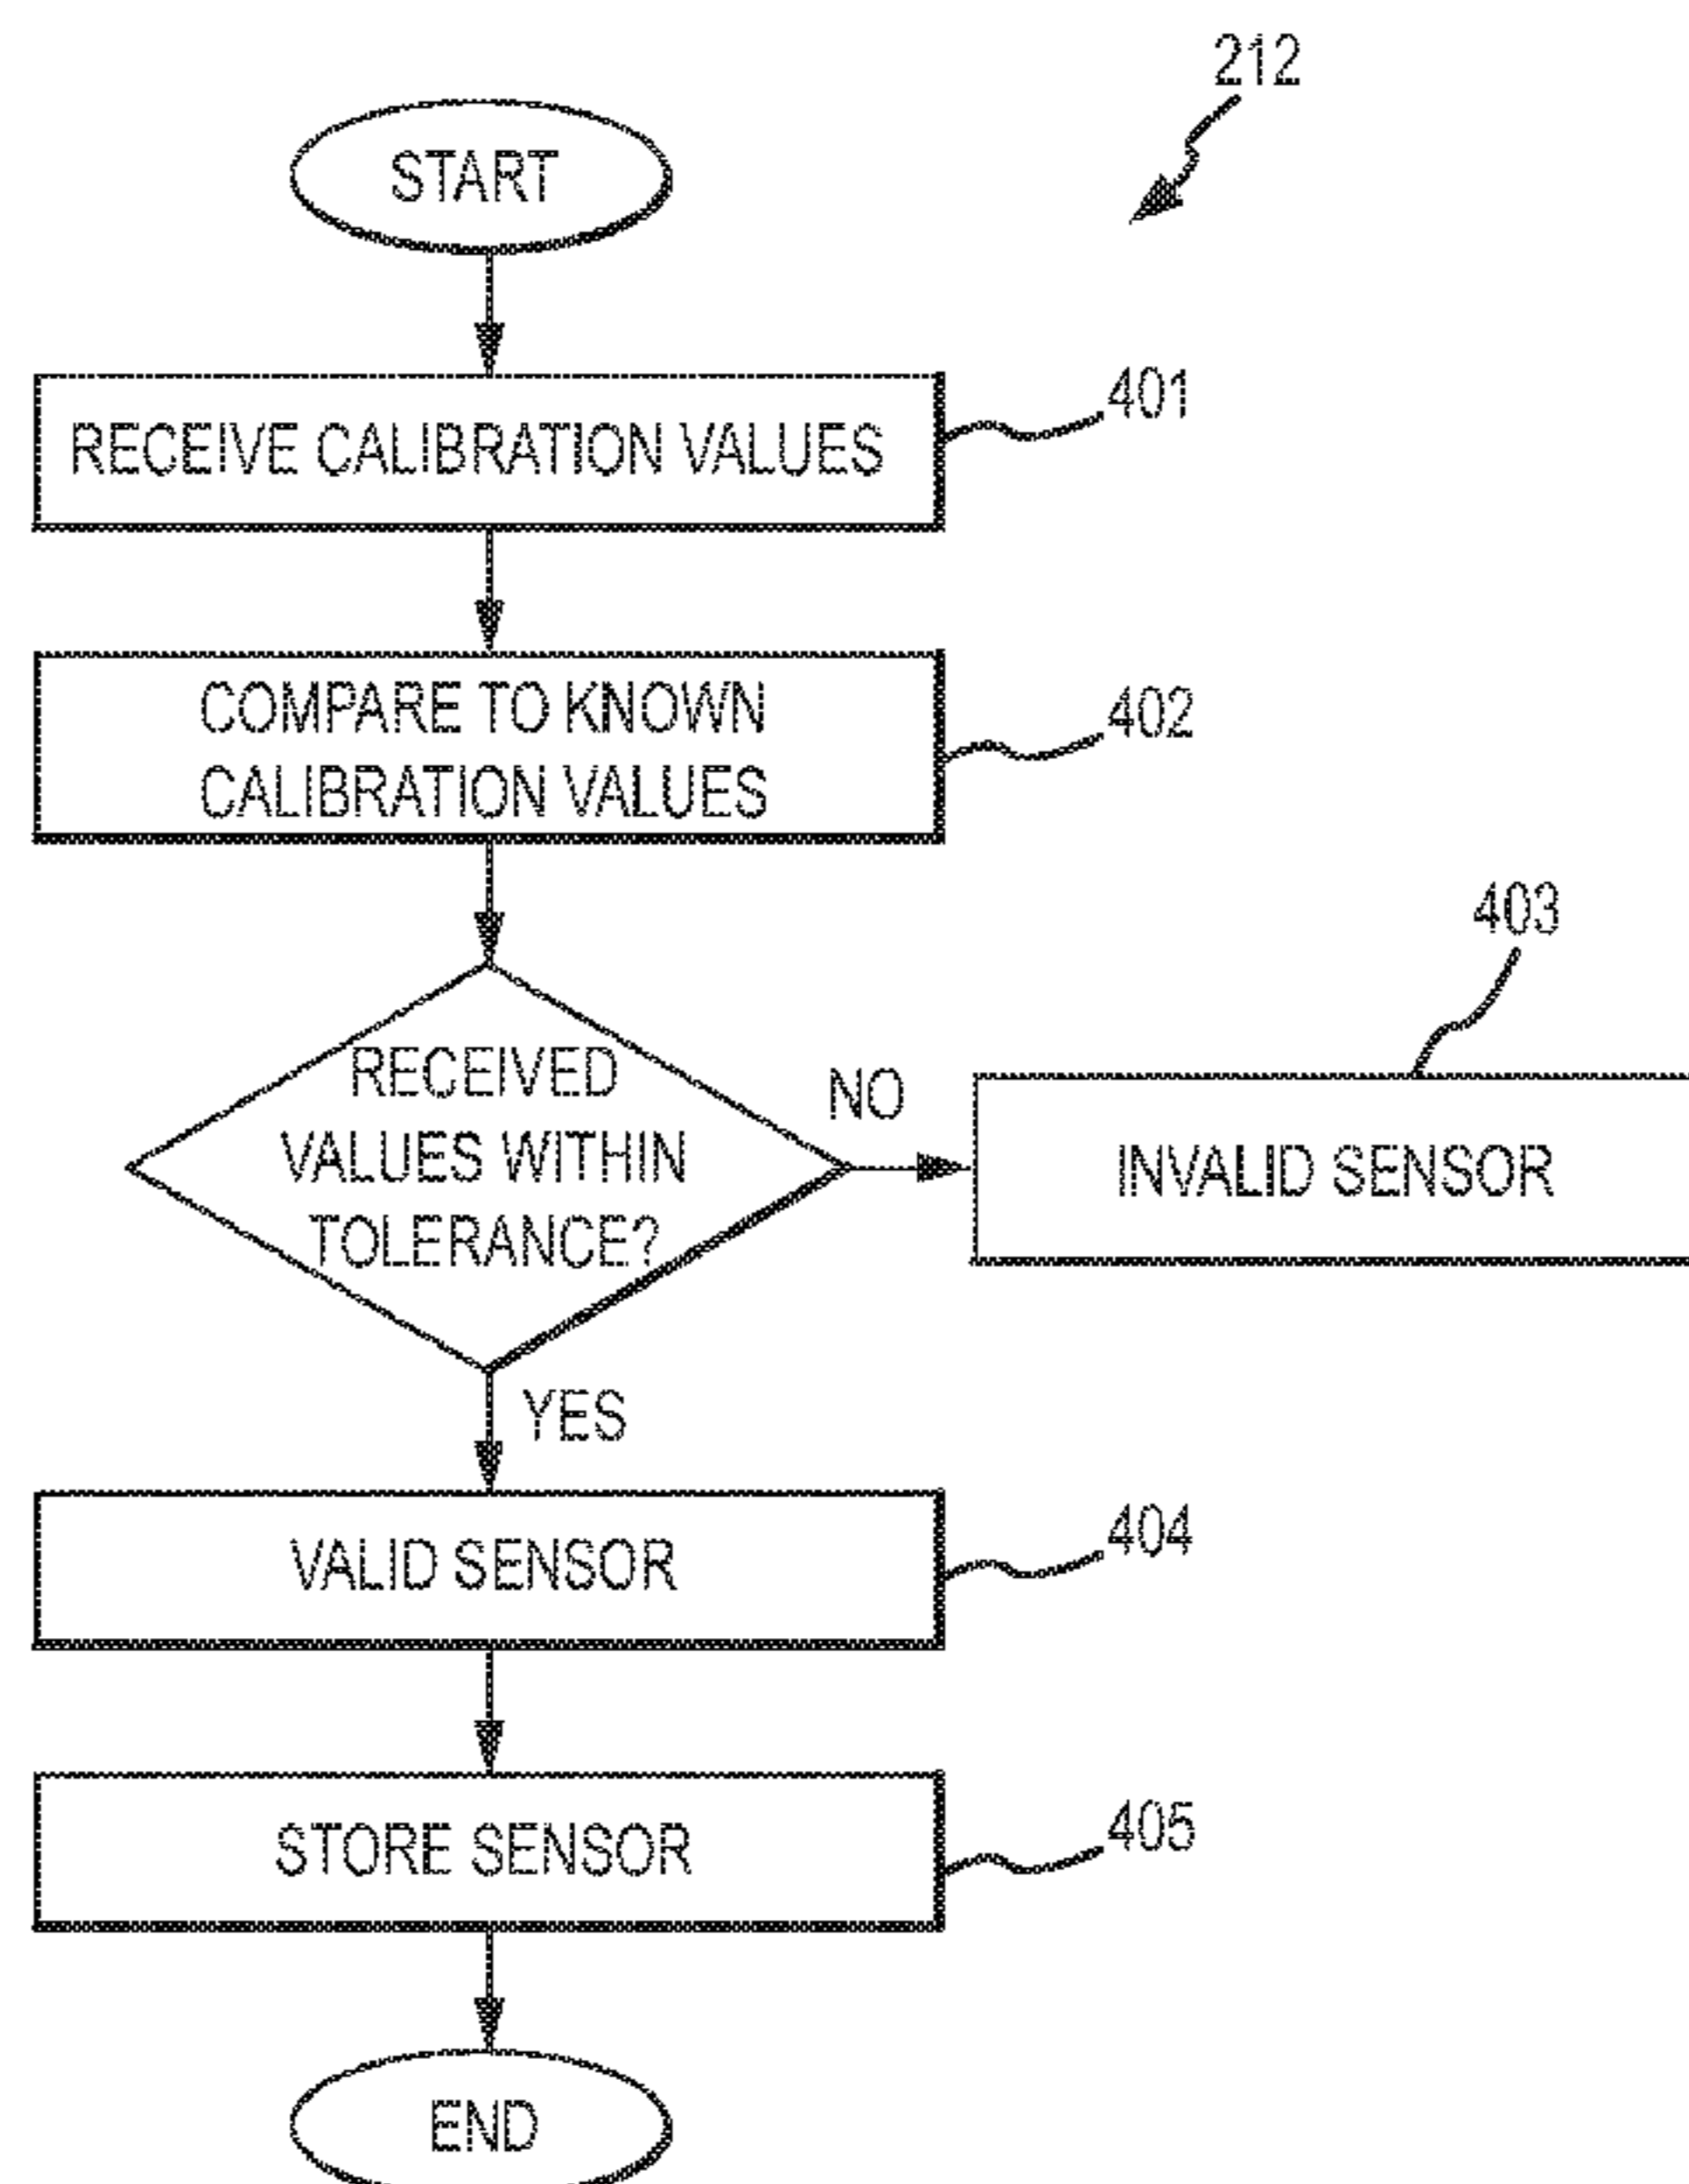 212
START
RECEIVE CALIBRATION VALUES
401
COMPARE TO KNOWN
CALIBRATION VALUES
402
403
RECEIVED
VALUES WITHIN
TOLERANCE?
NO
INVALID SENSOR
YES
VALID SENSOR
404
STORE SENSOR
405
END